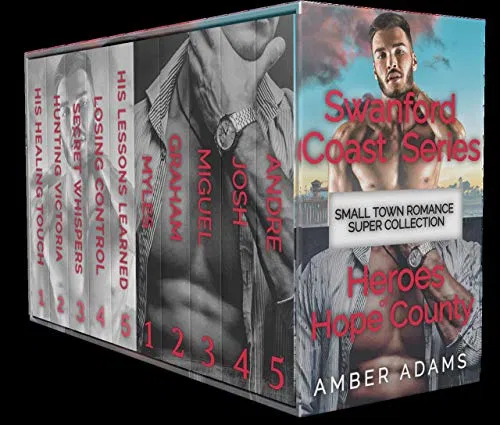 HIS HEALING TOUCH
1
HUNTING VICTORIA
2
SECRET WHISPERS
3
LOSING CONTROL
4
HIS LESSONS LEARNED
5
MYLES
1
GRAHAM
2
MIGUEL
3
JOSH
4
ANDRE
5
Swanford
Coast Series
SMALL TOWN ROMANCE
SUPER COLLECTION
Heroes
of
Hope County
AMBER ADAMS